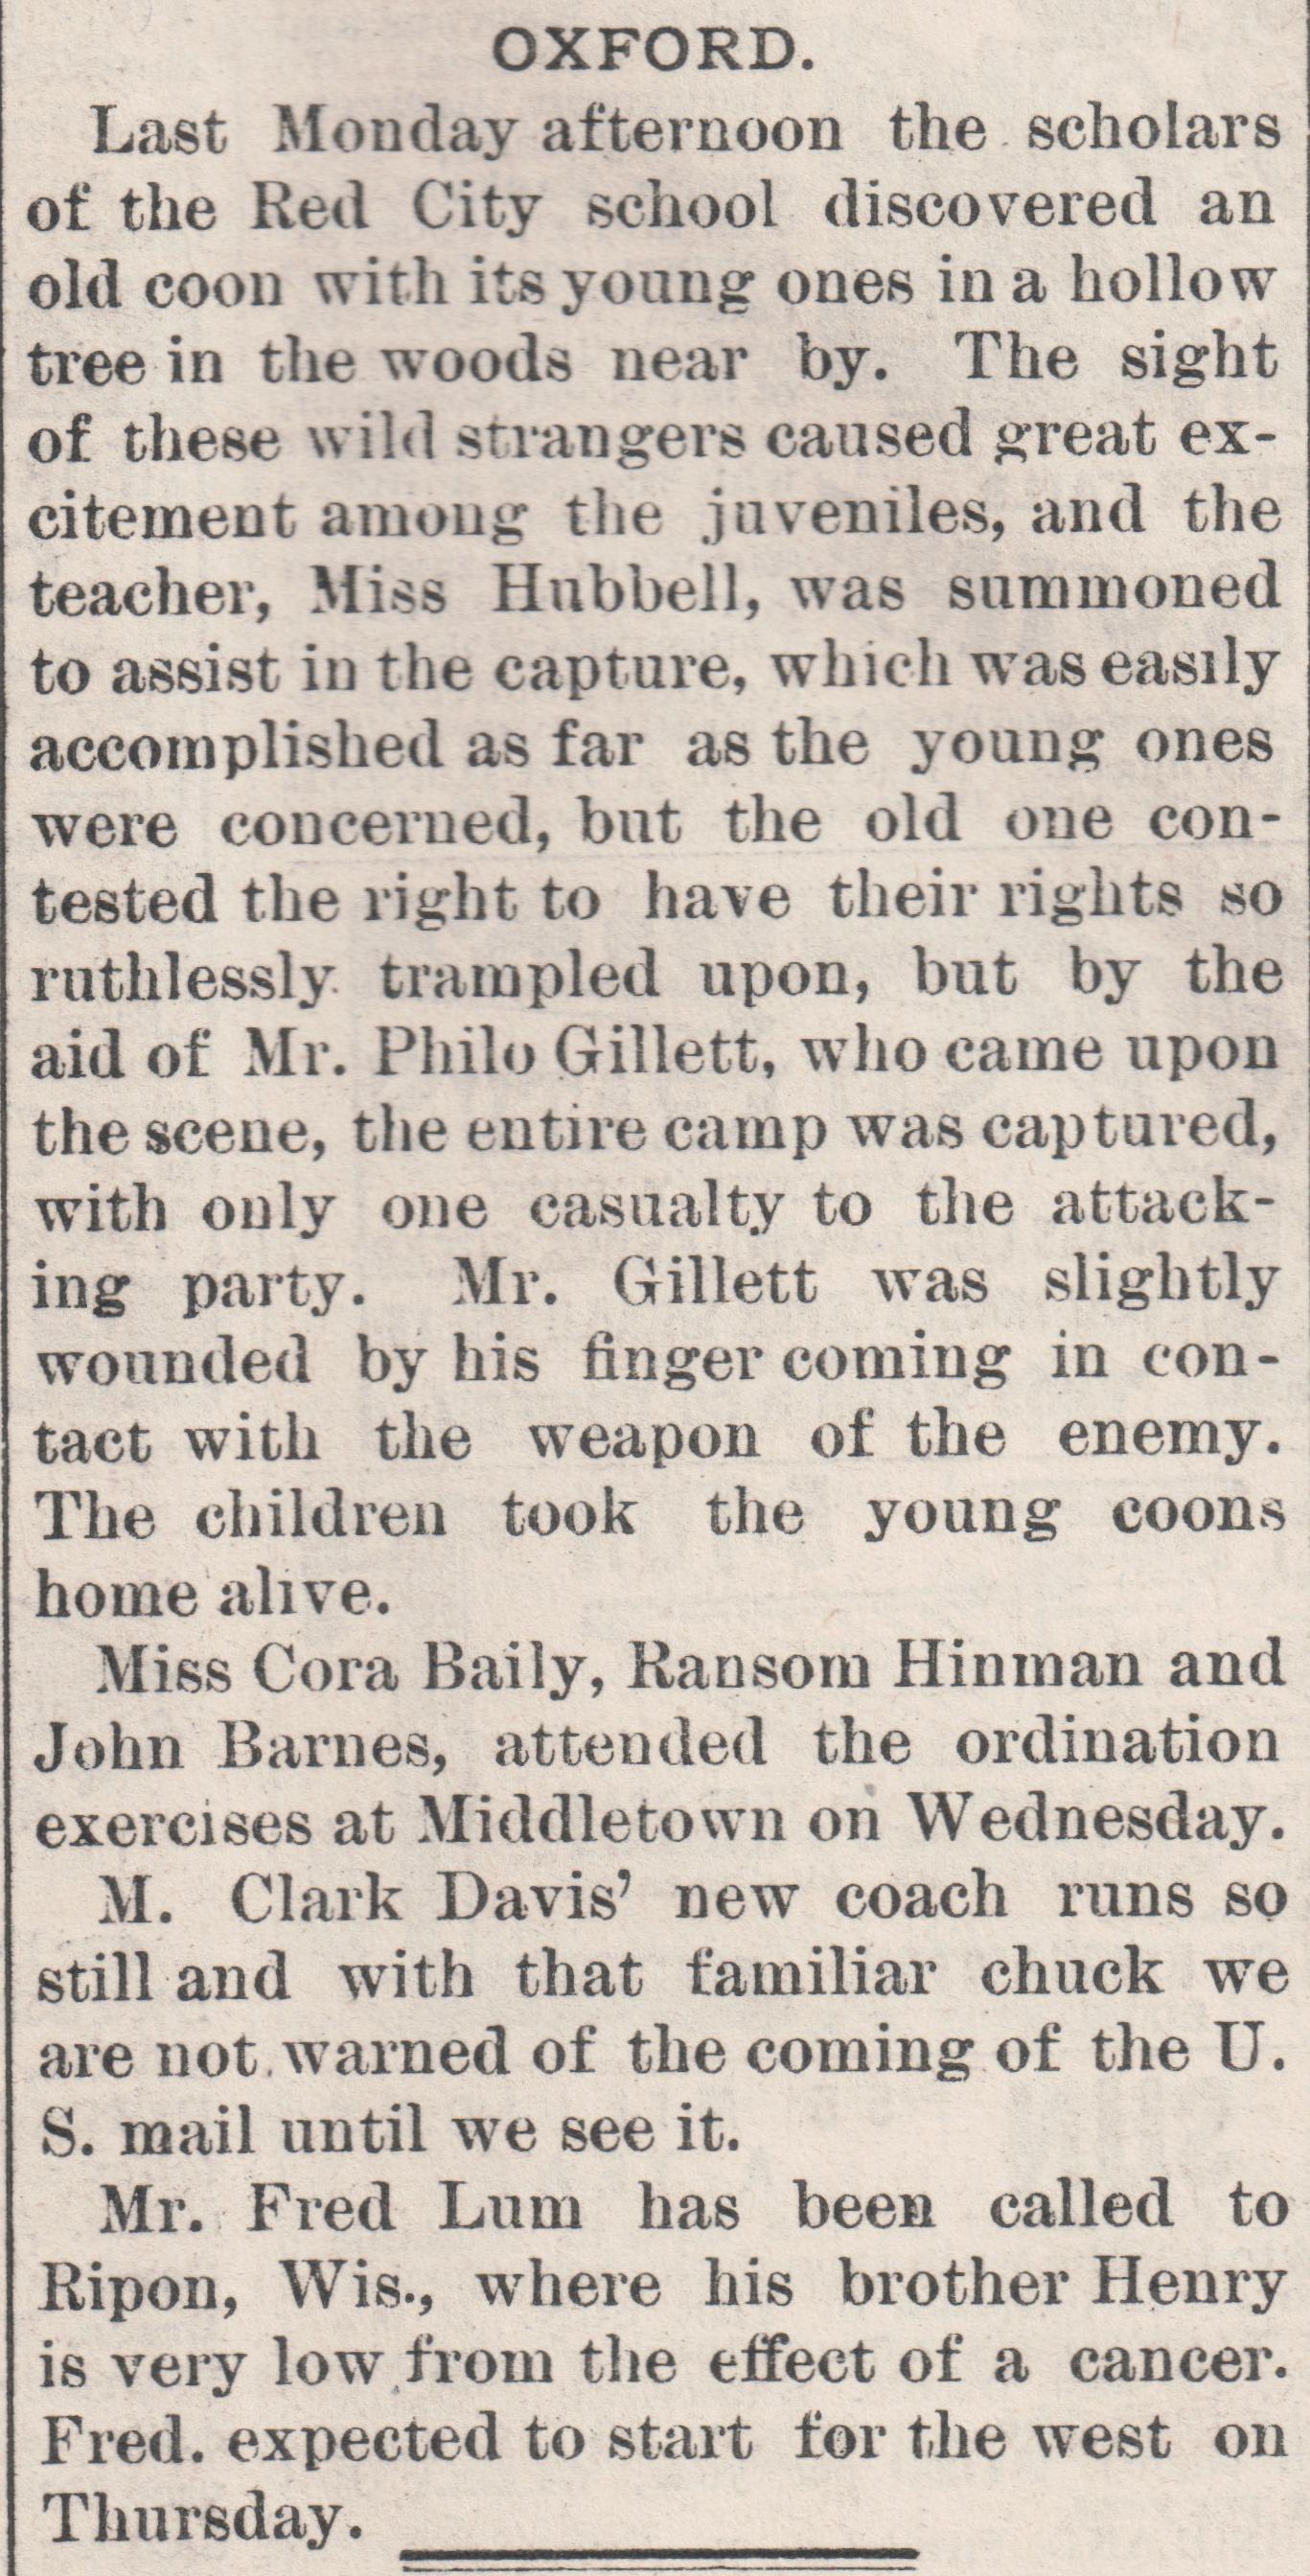 OXFORD.
Last Monday afternoon the scholars
of the Red City school discovered an
old coon with its young ones in a hollow
tree in the woods near by. The sight
of these wild strangers caused great ex-
citement among the juveniles, and the
teacher, Miss Hubbell, was summoned
to assist in the capture, which was easily
accomplished as far as the young ones
were concerned, but the old one con-
tested the right to have their rights so
ruthlessly trampled upon, but by the
aid of Mr. Philo Gillett, who came upon
the scene, the entire camp was captured,
with only one casualty to the attack-
ing party. Mr. Gillett was slightly
wounded by his finger coming in con-
tact with the weapon of the enemy.
The children took the young coons
home alive.
Miss Cora Baily, Ransom Hinman and
John Barnes, attended the ordination
exercises at Middletown on Wednesday.
M. Clark Davis' new coach runs so
still and with that familiar chuck we
are not warned of the coming of the U.
S. mail until we see it.
Mr. Fred Lum has been called to
Ripon, Wis., where his brother Henry
is very low from the effect of a cancer.
Fred. expected to start for the west on
Thursday.